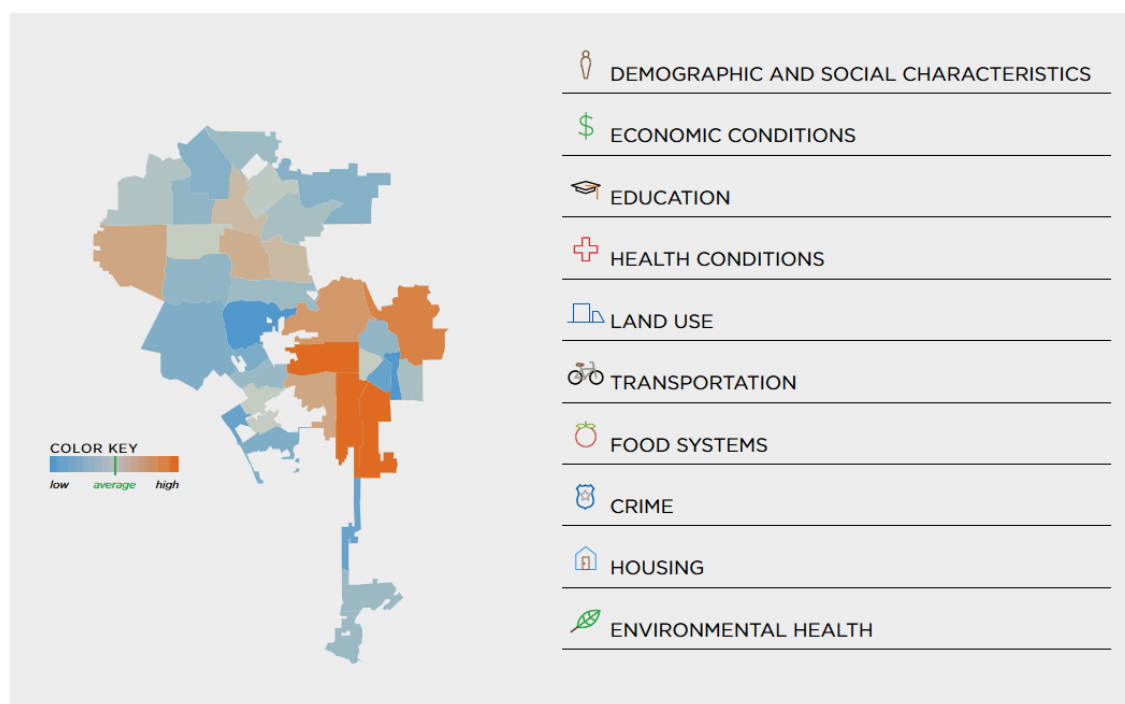 DEMOGRAPHIC AND SOCIAL CHARACTERISTICS
ECONOMIC CONDITIONS
EDUCATION
HEALTH CONDITIONS
LAND USE
TRANSPORTATION
FOOD SYSTEMS
CRIME
HOUSING
ENVIRONMENTAL HEALTH
COLOR KEY
low average high